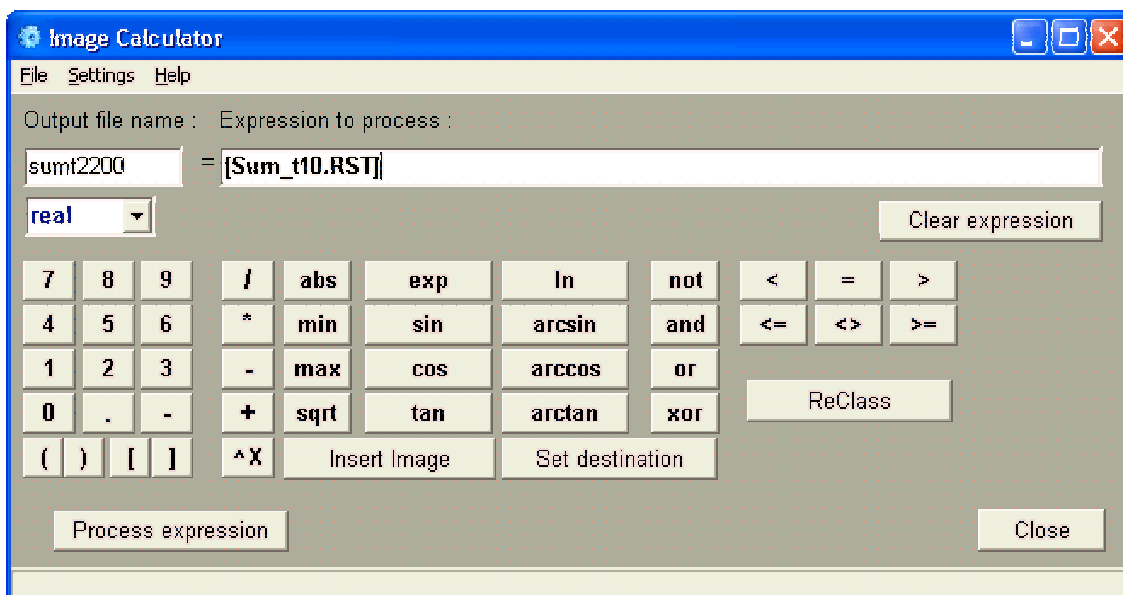 Image Calculator
File Settings Help
Output file name : Expression to process :
sumt2200 = [Sum_t10.RST]
real Clear expression
7 8 9 / abs exp ln not < = >
4 5 6 * min sin arcsin and <= <> >=
1 2 3 - max cos arccos or
ReClass
0 . - + sqrt tan arctan xor
( ) [ ] ^X Insert Image Set destination
Process expression Close